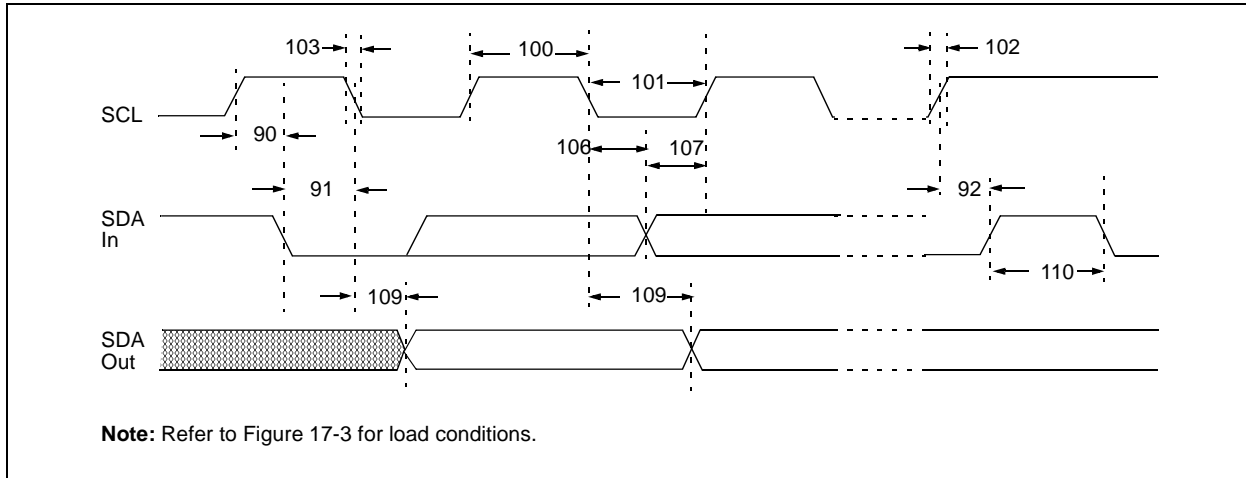 103
100
102
101
SCL
90
106
107
91
92
SDA
In
110
109
109
SDA
Out
Note: Refer to Figure 17-3 for load conditions.